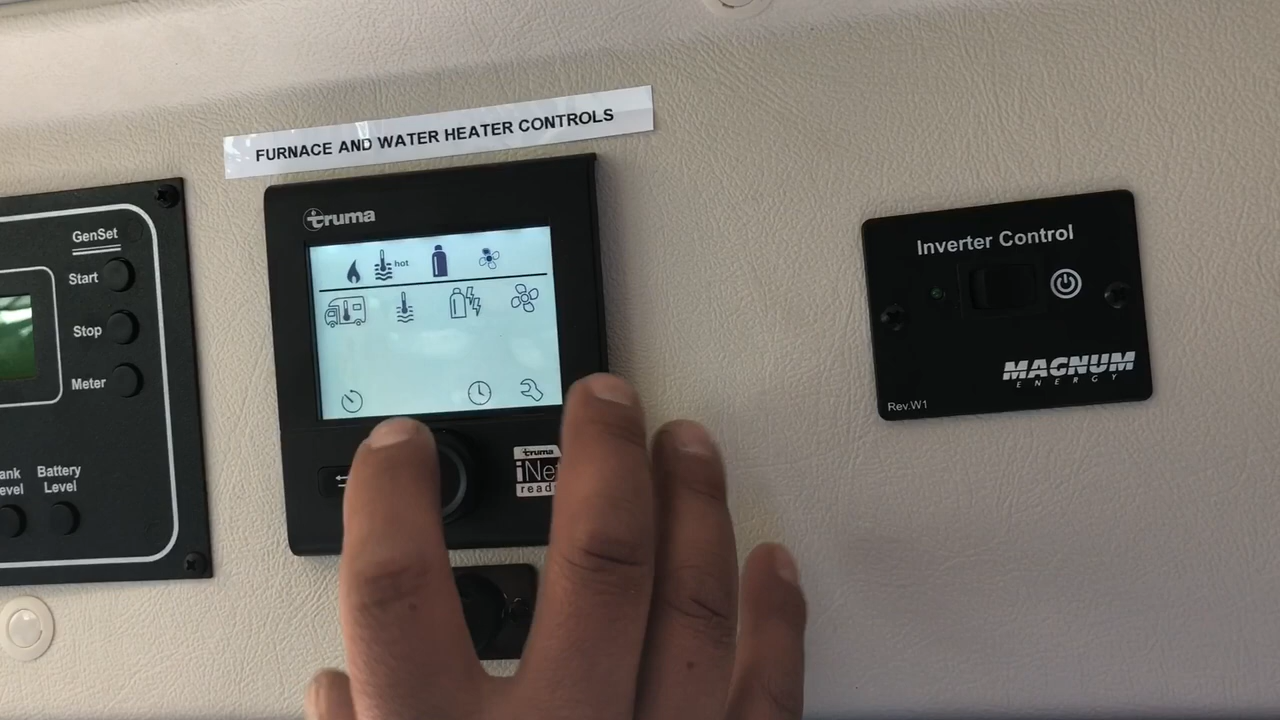 FURNACE AND WATER HEATER CONTROLS
truma
hot
GenSet
Start
Stop
Meter
Battery
Level
truma
Inverter Control
MAGNUM
ENERGY
Rev.W1